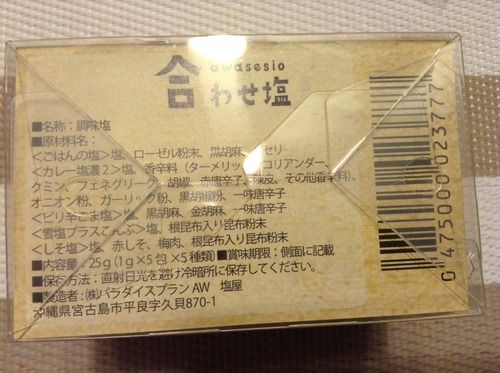 合わせ塩
awasesio
■名称：調味塩
■原材料名：
＜ごはんの塩＞塩、ローゼル粉末、黒胡麻、パセリ
＜カレー塩濃2＞塩、香辛料（ターメリック、コリアンダー、
クミン、フェネグリーク、胡椒、赤唐辛子、陳皮、その他香辛料）、
オニオン粉、ガーリック粉、黒胡椒粉、一味唐辛子
＜ピリ辛ごま塩＞塩、黒胡麻、金胡麻、一味唐辛子
＜雪塩プラスこんぶ＞塩、根昆布入り昆布粉末
＜しそ塩＞塩、赤しそ、梅肉、根昆布入り昆布粉末
■内容量：25g（1g×5包×5種類）■賞味期限：側面に記載
■保存方法：直射日光を避け冷暗所に保存してください。
■製造者：㈱パラダイスプランAW 塩屋
沖縄県宮古島市平良字久貝870-1
0475000023777